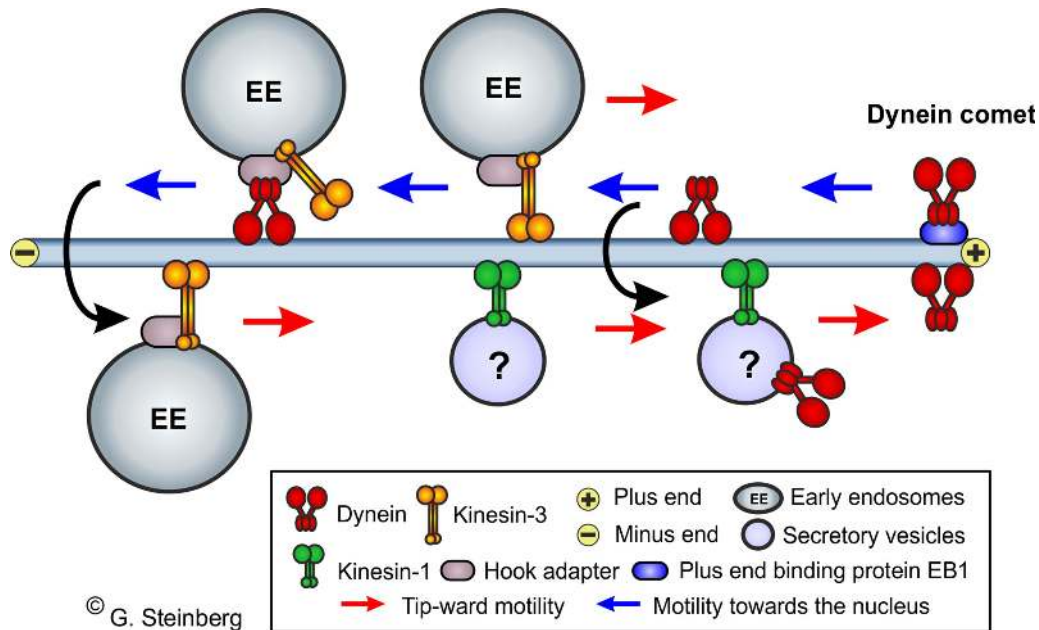 EE
EE
Dynein comet
−
+
?
?
EE
Dynein
Kinesin-3
+ Plus end
EE Early endosomes
− Minus end
Secretory vesicles
Kinesin-1
Hook adapter
Plus end binding protein EB1
Tip-ward motility
Motility towards the nucleus
© G. Steinberg